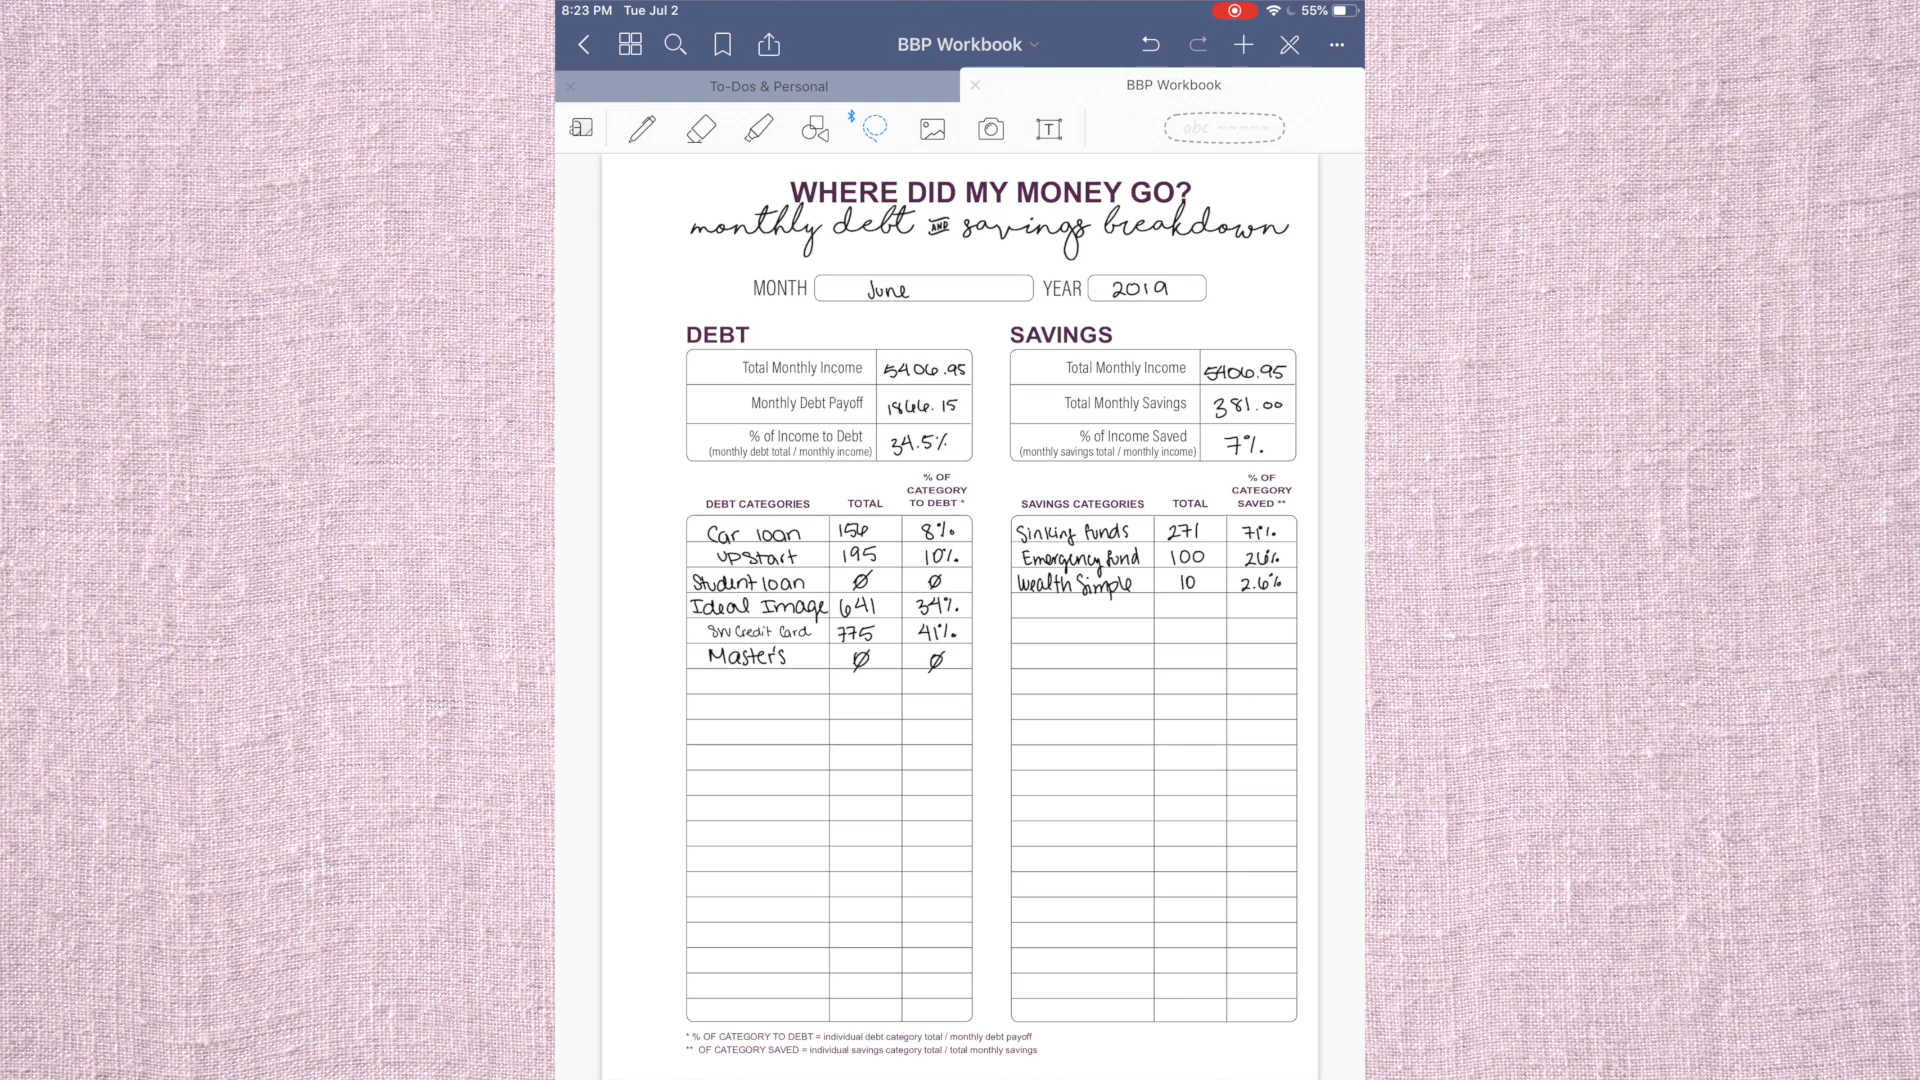 8:23 PM Tue Jul 2
55%
BBP Workbook
To-Dos & Personal
BBP Workbook
abc
WHERE DID MY MONEY GO?
monthly debt AND savings breakdown
MONTH June YEAR 2019
DEBT
Total Monthly Income 5406.95
Monthly Debt Payoff 1866.15
% of Income to Debt 34.5%
(monthly debt total / monthly income)
DEBT CATEGORIES TOTAL % OF CATEGORY TO DEBT *
Car loan 156 8%
Upstart 195 10%
Student loan Ø Ø
Ideal Image 641 34%
SW Credit Card 775 41%
Master's Ø Ø
SAVINGS
Total Monthly Income 5406.95
Total Monthly Savings 381.00
% of Income Saved 7%
(monthly savings total / monthly income)
SAVINGS CATEGORIES TOTAL % OF CATEGORY SAVED **
Sinking Funds 271 71%
Emergency fund 100 26%
Wealth Simple 10 2.6%
* % OF CATEGORY TO DEBT = individual debt category total / monthly debt payoff
** OF CATEGORY SAVED = individual savings category total / total monthly savings